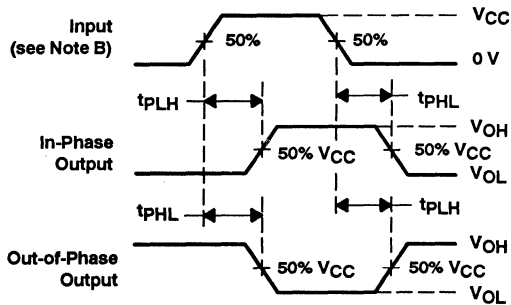 Input
(see Note B)
50%
50%
VCC
0 V
tPLH
tPHL
In-Phase
Output
50% VCC
50% VCC
VOH
VOL
tPHL
tPLH
Out-of-Phase
Output
50% VCC
50% VCC
VOH
VOL